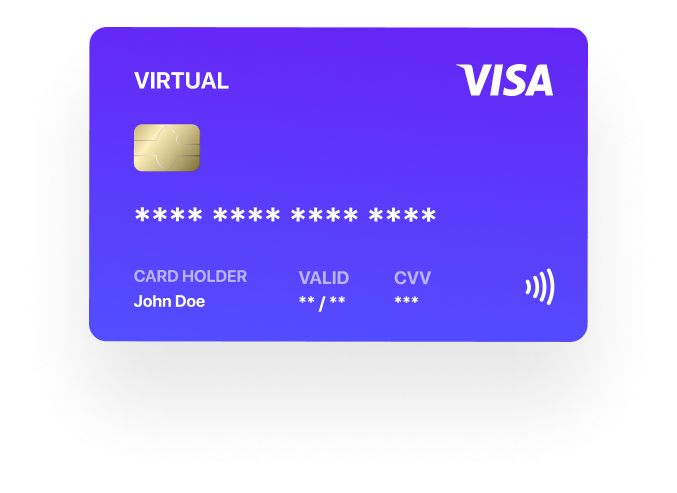 VIRTUAL
VISA
**** **** **** ****
CARD HOLDER
John Doe
VALID
** / **
CVV
***